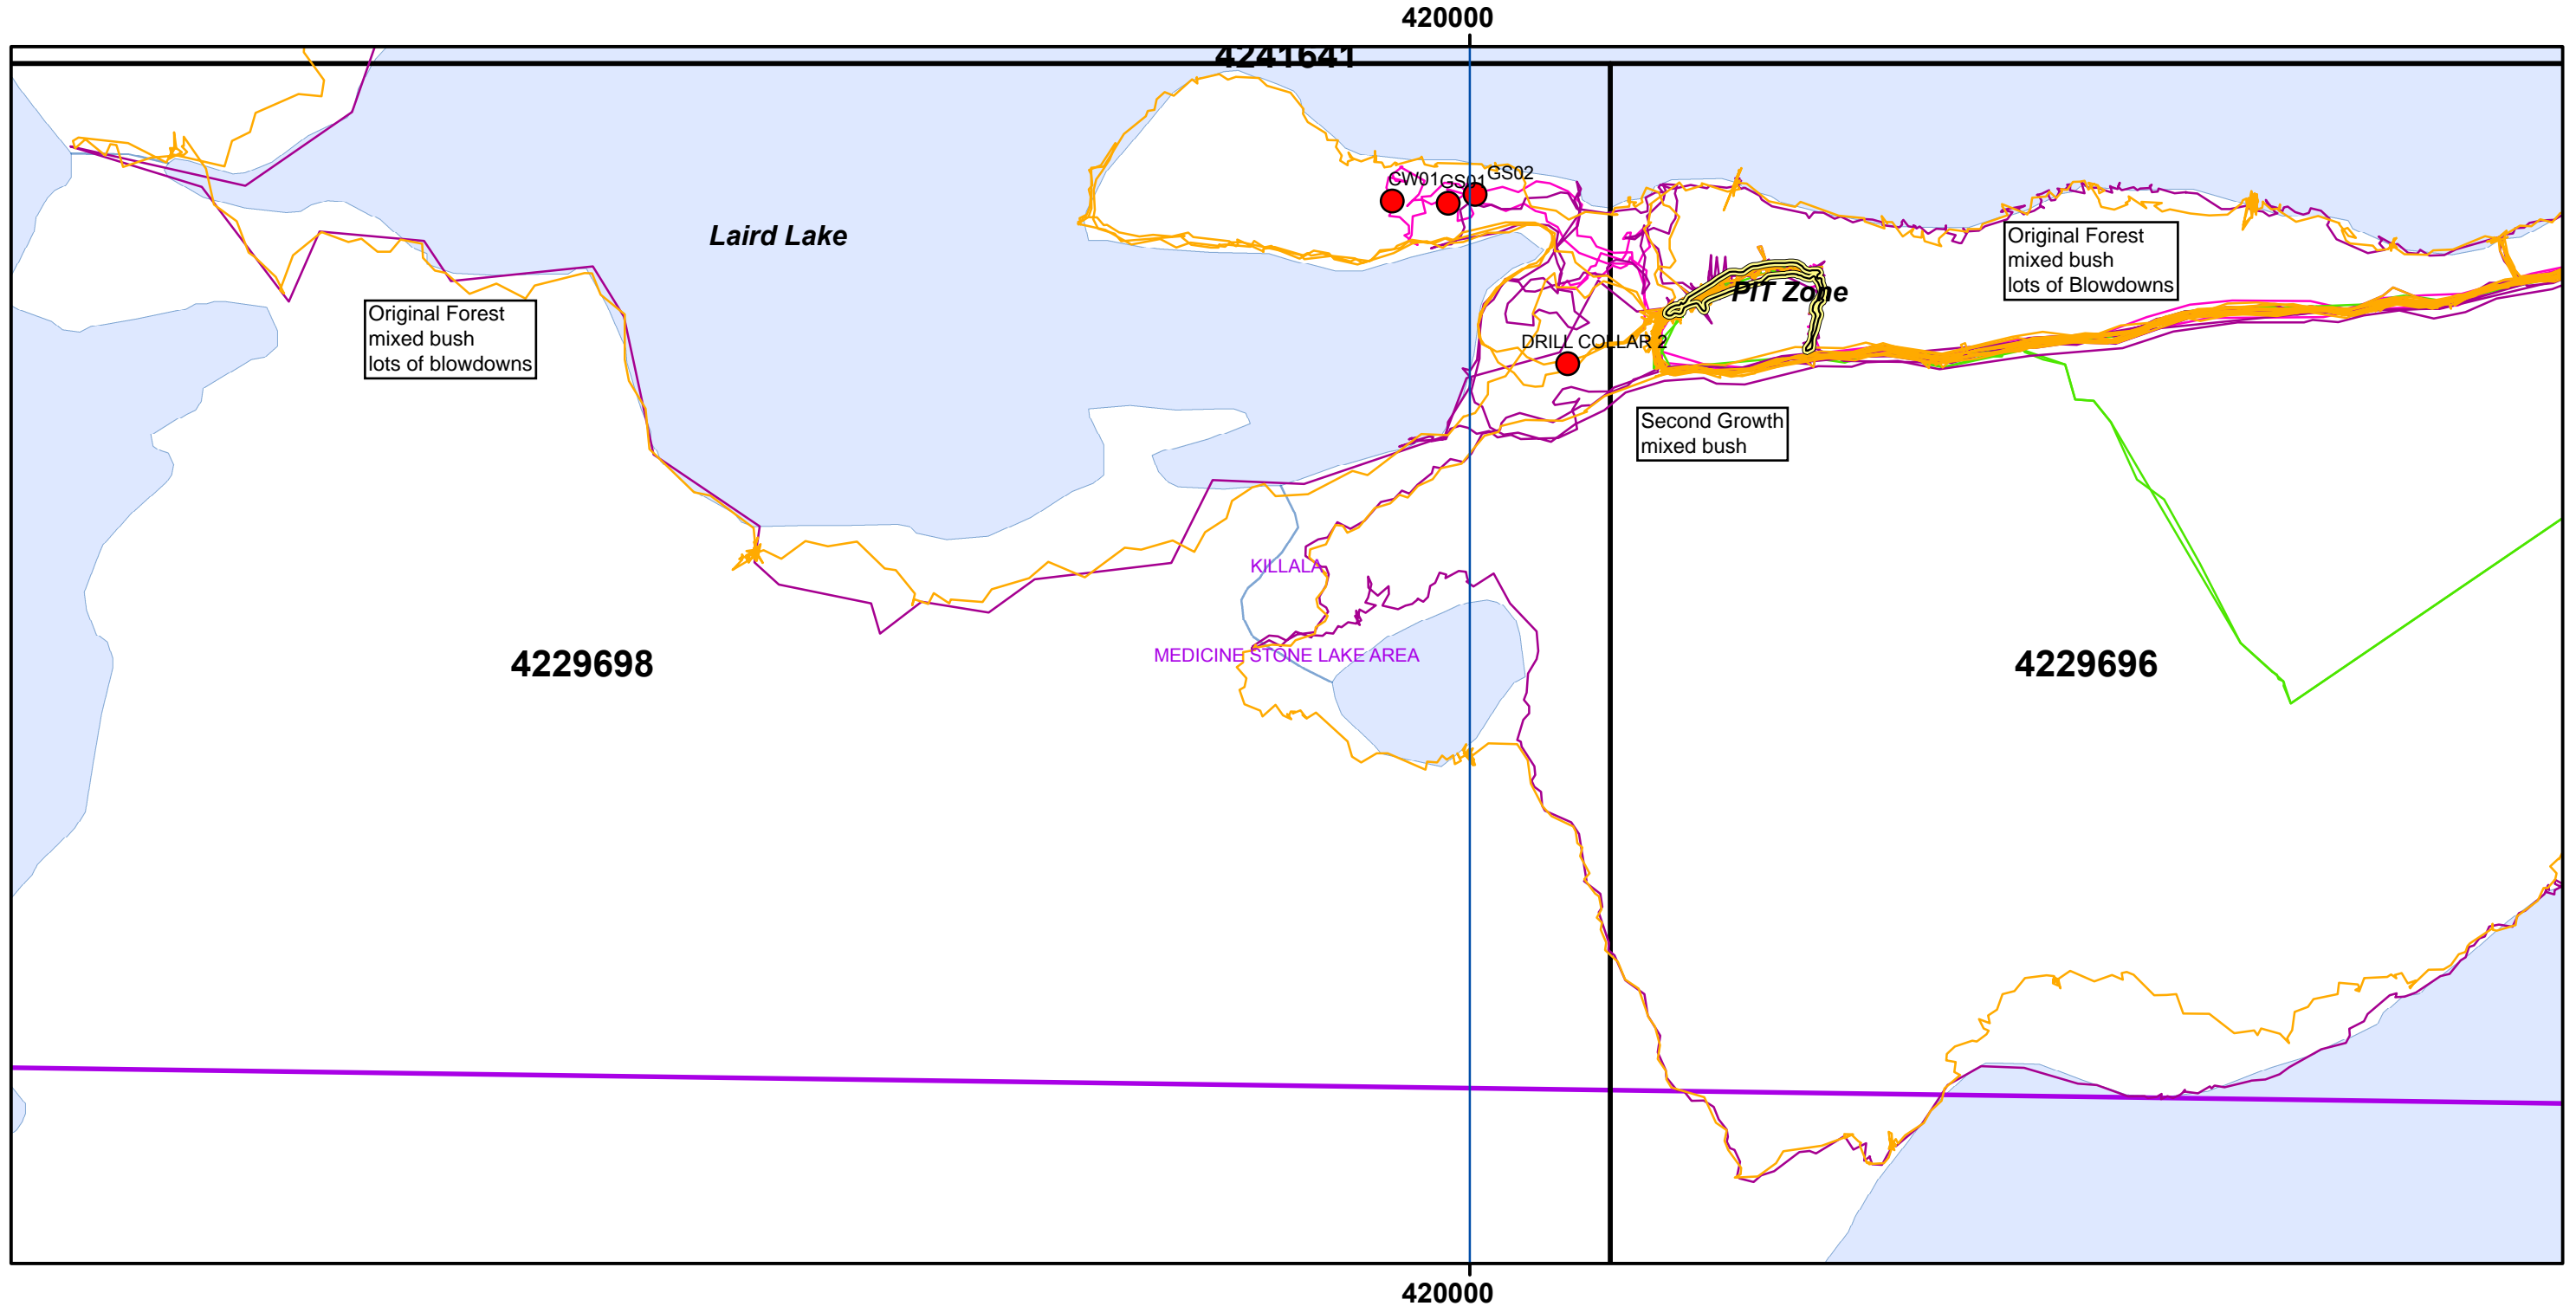 420000
4241641
CW01
GS01
GS02
Laird Lake
Original Forest
mixed bush
lots of Blowdowns
PIT Zone
Original Forest
mixed bush
lots of blowdowns
DRILL COLLAR 2
Second Growth
mixed bush
KILLALA
MEDICINE STONE LAKE AREA
4229698
4229696
420000